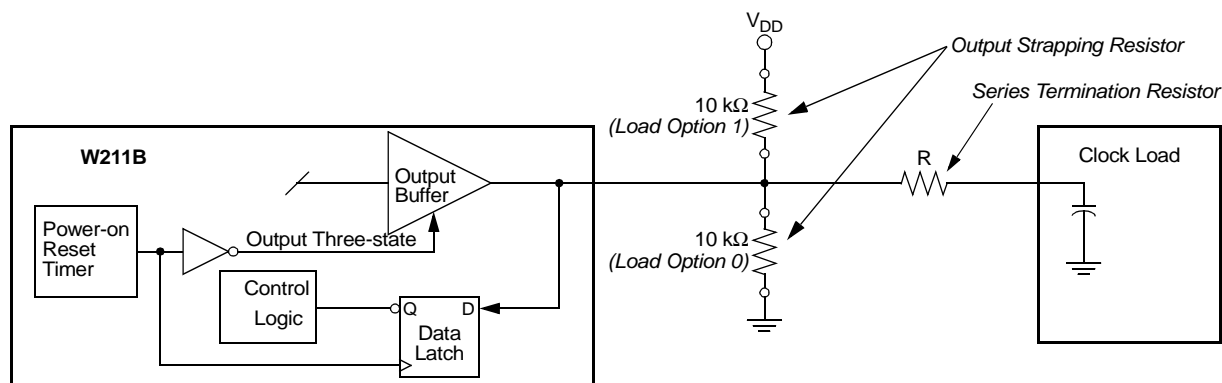 V_DD
Output Strapping Resistor
Series Termination Resistor
10 kΩ
(Load Option 1)
W211B
Output
Buffer
R
Clock Load
Power-on
Reset
Timer
Output Three-state
10 kΩ
(Load Option 0)
Control
Logic
Q
D
Data
Latch